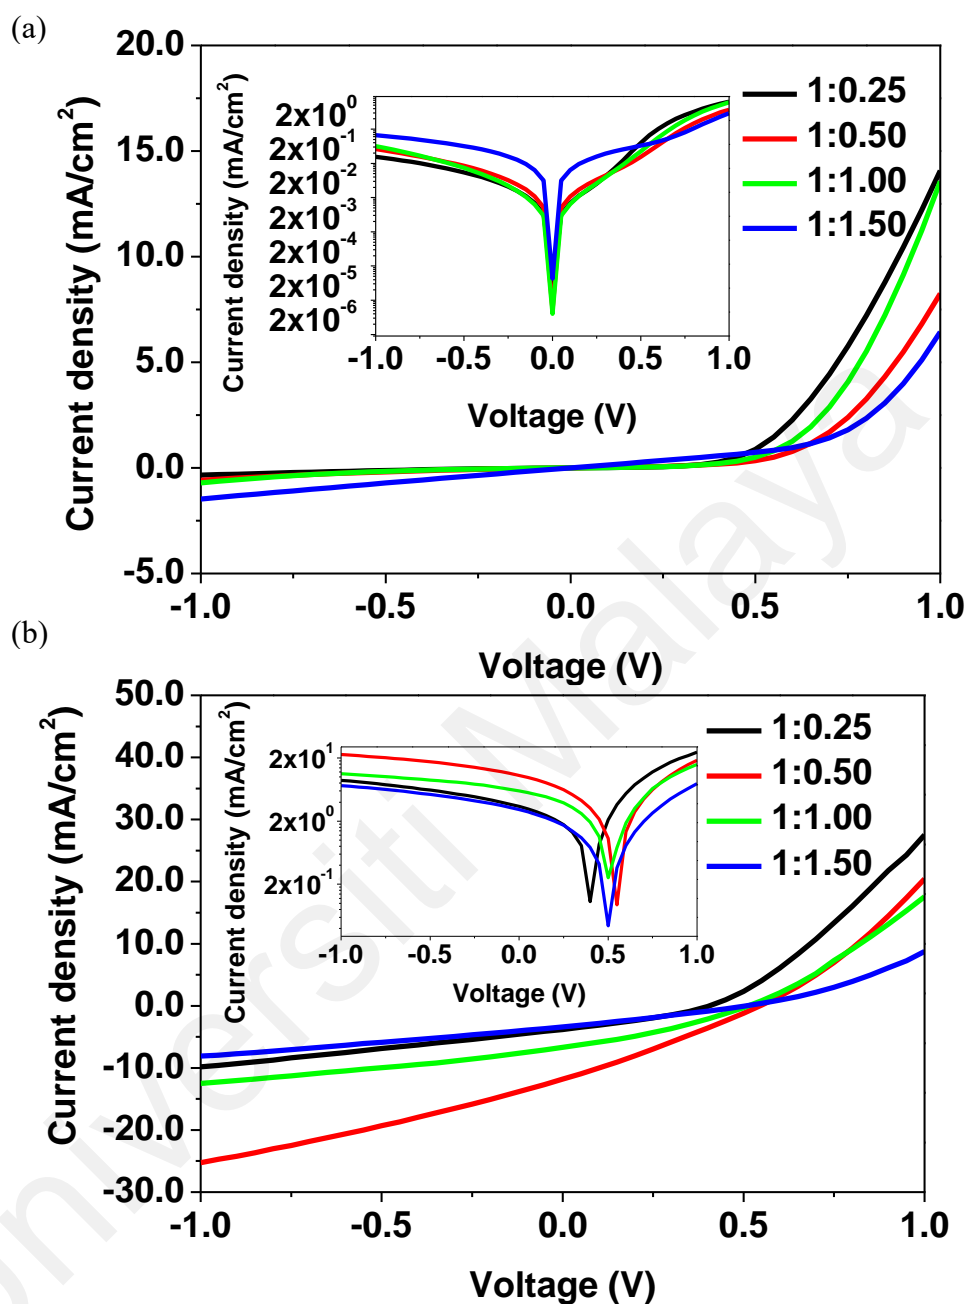 (a)
20.0
15.0
10.0
5.0
0.0
-5.0
Current density (mA/cm²)
-1.0 -0.5 0.0 0.5 1.0
Voltage (V)
1:0.25
1:0.50
1:1.00
1:1.50
Current density (mA/cm²)
2x10⁰
2x10⁻¹
2x10⁻²
2x10⁻³
2x10⁻⁴
2x10⁻⁵
2x10⁻⁶
-1.0 -0.5 0.0 0.5 1.0
Voltage (V)
(b)
50.0
40.0
30.0
20.0
10.0
0.0
-10.0
-20.0
-30.0
Current density (mA/cm²)
-1.0 -0.5 0.0 0.5 1.0
Voltage (V)
1:0.25
1:0.50
1:1.00
1:1.50
Current density (mA/cm²)
2x10¹
2x10⁰
2x10⁻¹
-1.0 -0.5 0.0 0.5 1.0
Voltage (V)
Universiti Malaya